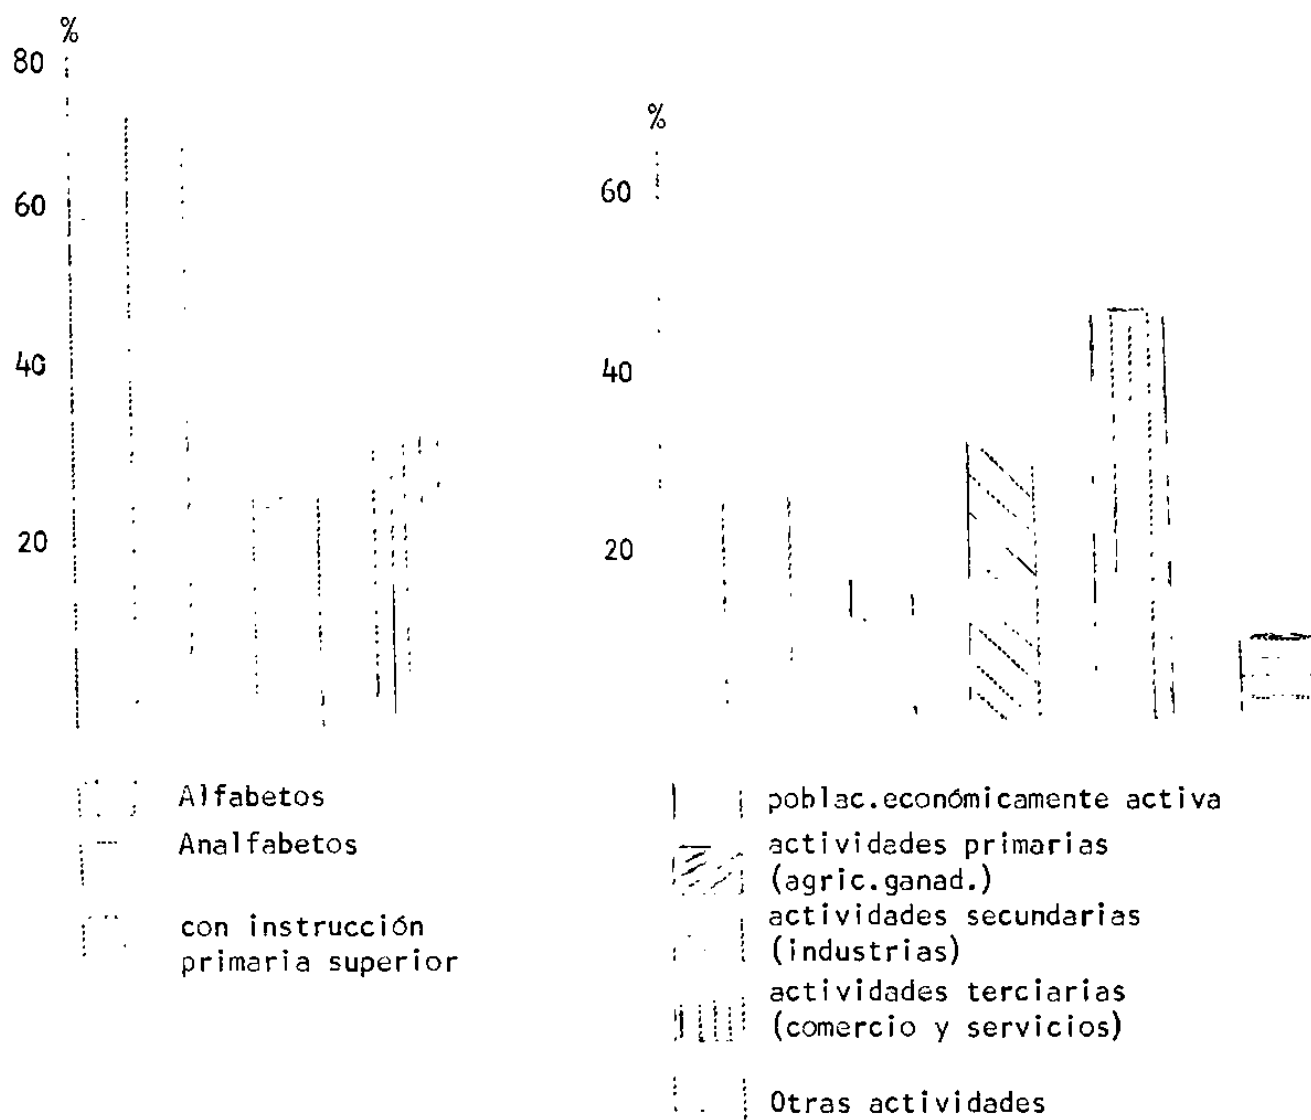 %
80
60
40
20
%
60
40
20
Alfabetos
Analfabetos
con instrucción
primaria superior
poblac.económicamente activa
actividades primarias
(agric.ganad.)
actividades secundarias
(industrias)
actividades terciarias
(comercio y servicios)
Otras actividades